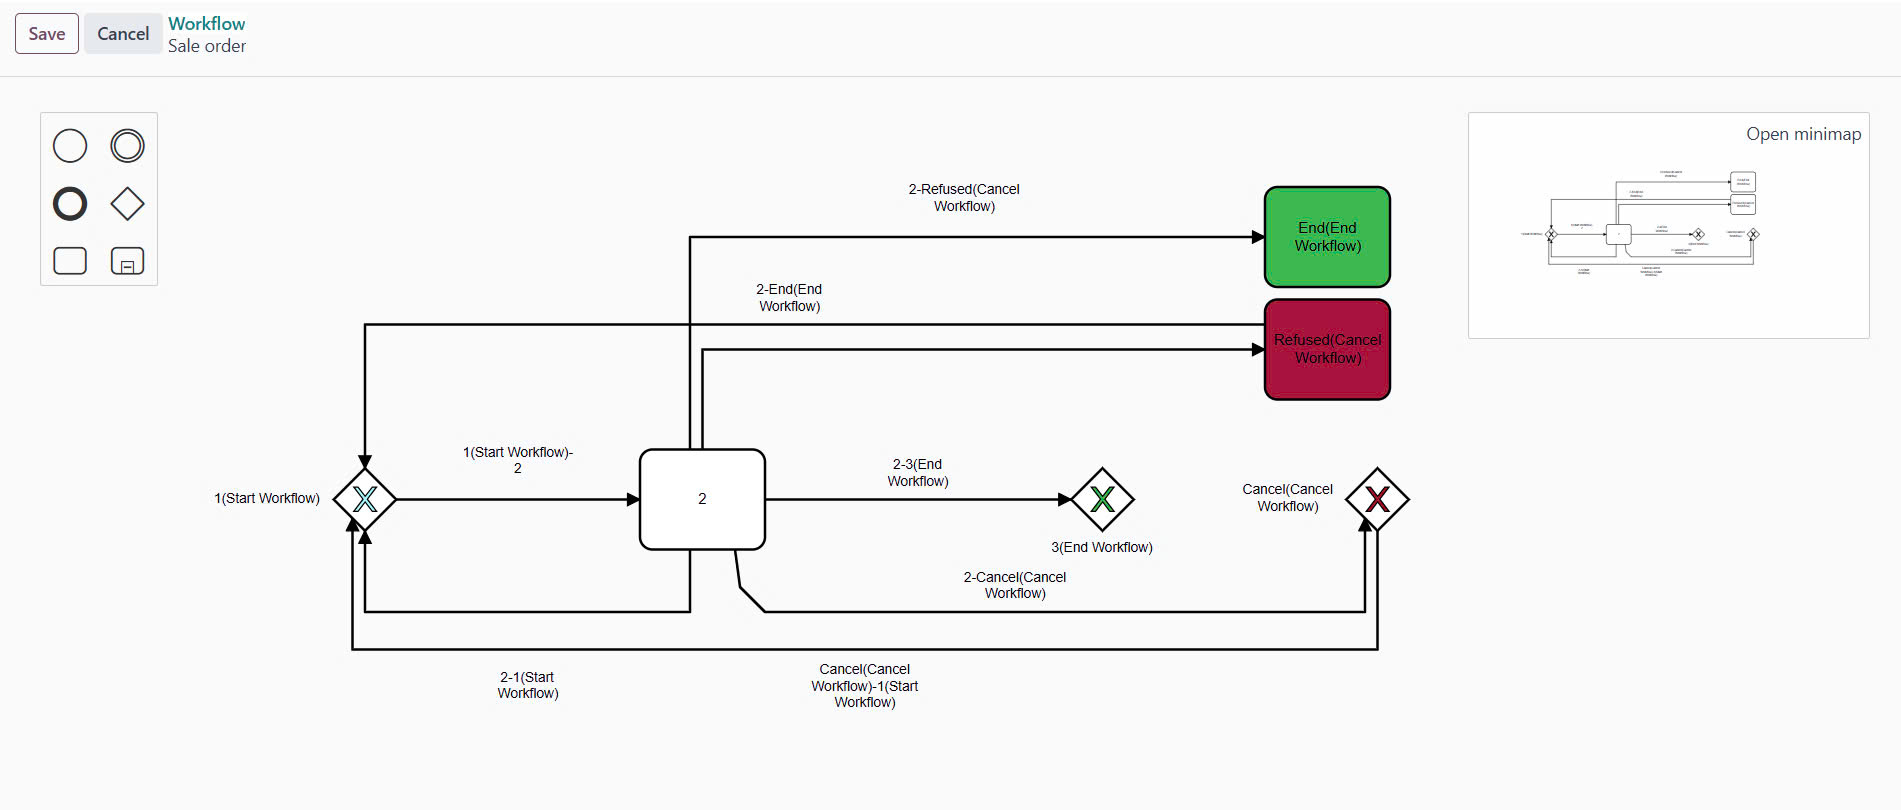 Save
Cancel
Workflow
Sale order
Open minimap
2-Refused(Cancel
Workflow)
End(End
Workflow)
2-End(End
Workflow)
Refused(Cancel
Workflow)
1(Start Workflow)-
2
2-3(End
Workflow)
1(Start Workflow)
2
Cancel(Cancel
Workflow)
3(End Workflow)
2-Cancel(Cancel
Workflow)
2-1(Start
Workflow)
Cancel(Cancel
Workflow)-1(Start
Workflow)